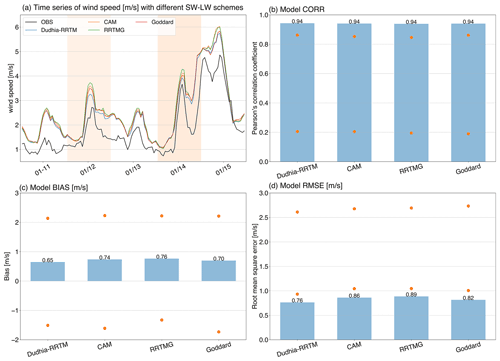 (a) Time series of wind speed [m/s] with different SW-LW schemes
OBS CAM Goddard
Dudhia-RRTM RRTMG
wind speed [m/s]
6
5
4
3
2
1
01-11 01-12 01-13 01-14 01-15
(b) Model CORR
Pearson's correlation coefficient
1.0
0.8
0.6
0.4
0.2
0.0
0.94 0.94 0.94 0.94
Dudhia-RRTM CAM RRTMG Goddard
(c) Model BIAS [m/s]
Bias [m/s]
3
2
1
0
−1
−2
−3
0.65 0.74 0.76 0.70
Dudhia-RRTM CAM RRTMG Goddard
(d) Model RMSE [m/s]
Root mean square error [m/s]
3.0
2.5
2.0
1.5
1.0
0.5
0.0
0.76 0.86 0.89 0.82
Dudhia-RRTM CAM RRTMG Goddard